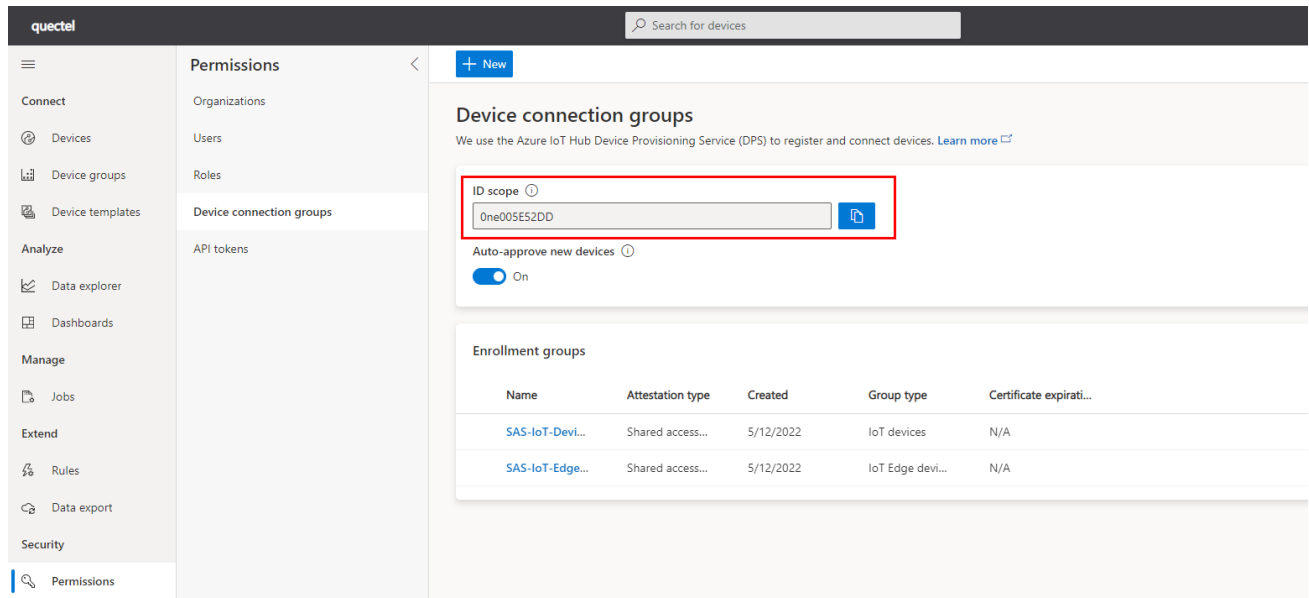 quectel
Search for devices
Permissions
New
Connect
Organizations
Device connection groups
Devices
Users
We use the Azure IoT Hub Device Provisioning Service (DPS) to register and connect devices. Learn more
Device groups
Roles
ID scope
Device templates
Device connection groups
0ne005E52DD
Analyze
API tokens
Auto-approve new devices
On
Data explorer
Dashboards
Enrollment groups
Manage
Jobs
Name Attestation type Created Group type Certificate expirati...
Extend
SAS-IoT-Devi... Shared access... 5/12/2022 IoT devices N/A
Rules
SAS-IoT-Edge... Shared access... 5/12/2022 IoT Edge devi... N/A
Data export
Security
Permissions